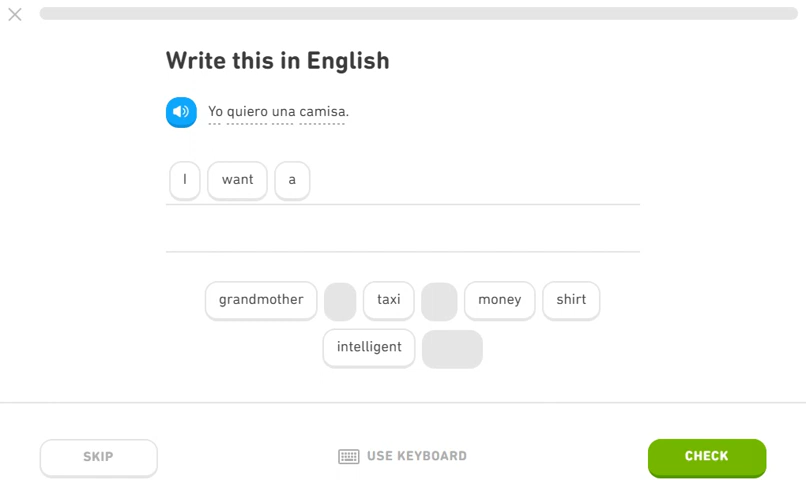 Write this in English
Yo quiero una camisa.
I want a
grandmother taxi money shirt
intelligent
SKIP USE KEYBOARD CHECK